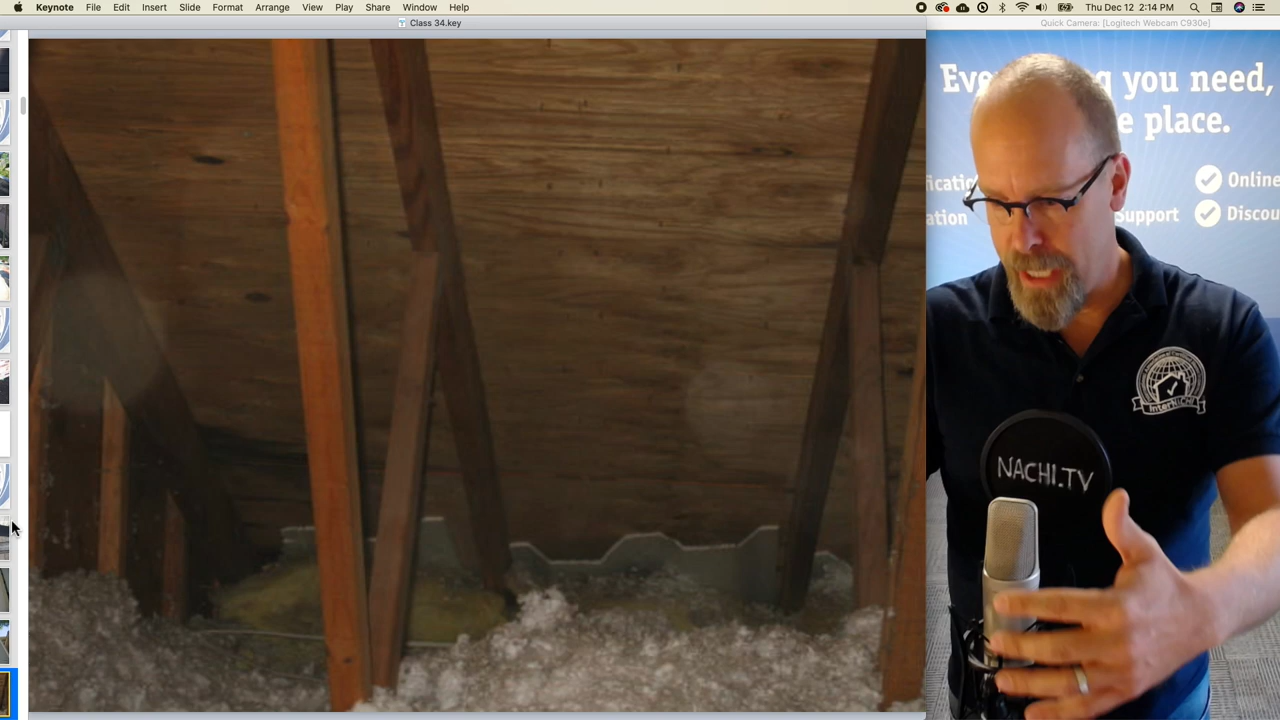 Keynote File Edit Insert Slide Format Arrange View Play Share Window Help
Thu Dec 12 2:14 PM
Class 34.key
Quick Camera: [Logitech Webcam C930e]
you need,
place.
Online
Support
InterNACHI
NACHI.TV